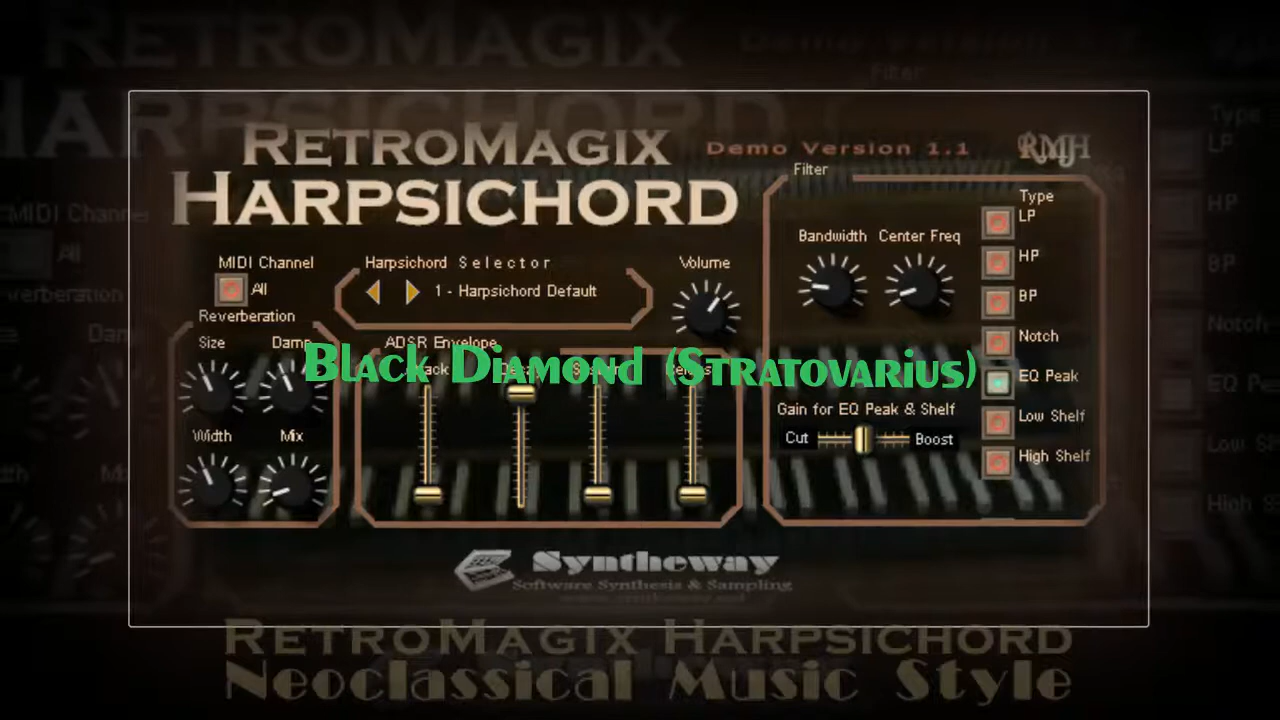 RetroMagix
Harpsichord
Demo Version 1.1
RMH
Filter
Type
LP
HP
BP
Notch
EQ Peak
Low Shelf
High Shelf
Bandwidth Center Freq
MIDI Channel
All
Harpsichord Selector
1 - Harpsichord Default
Volume
Reverberation
Size
Damp
Width
Mix
ADSR Envelope
Black Diamond (Stratovarius)
Gain for EQ Peak & Shelf
Cut
Boost
Syntheway
Software Synthesis & Sampling
RetroMagix Harpsichord
Neoclassical Music Style